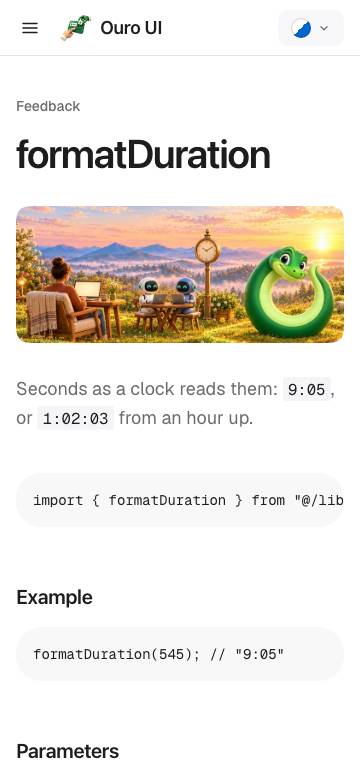 Ouro UI
Feedback
formatDuration
Seconds as a clock reads them: 9:05,
or 1:02:03 from an hour up.
import { formatDuration } from "@/lib
Example
formatDuration(545); // "9:05"
Parameters